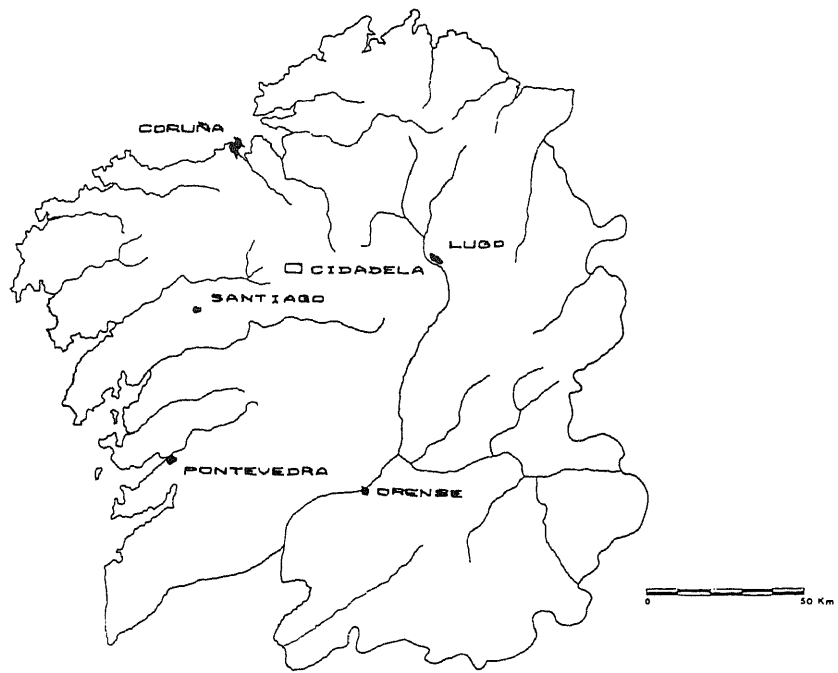 CORUÑA
LUGO
CIDADELA
SANTIAGO
PONTEVEDRA
ORENSE
0 50 Km